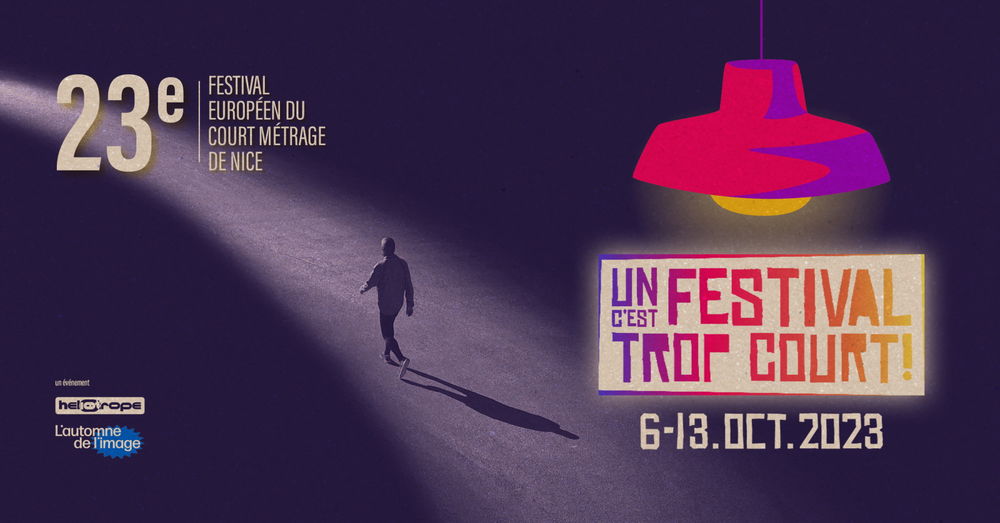 23e
FESTIVAL
EUROPÉEN DU
COURT MÉTRAGE
DE NICE
UN FESTIVAL
C'EST
TROP COURT!
6-13.OCT.2023
un événement
heliotrope
L'automne
de l'image